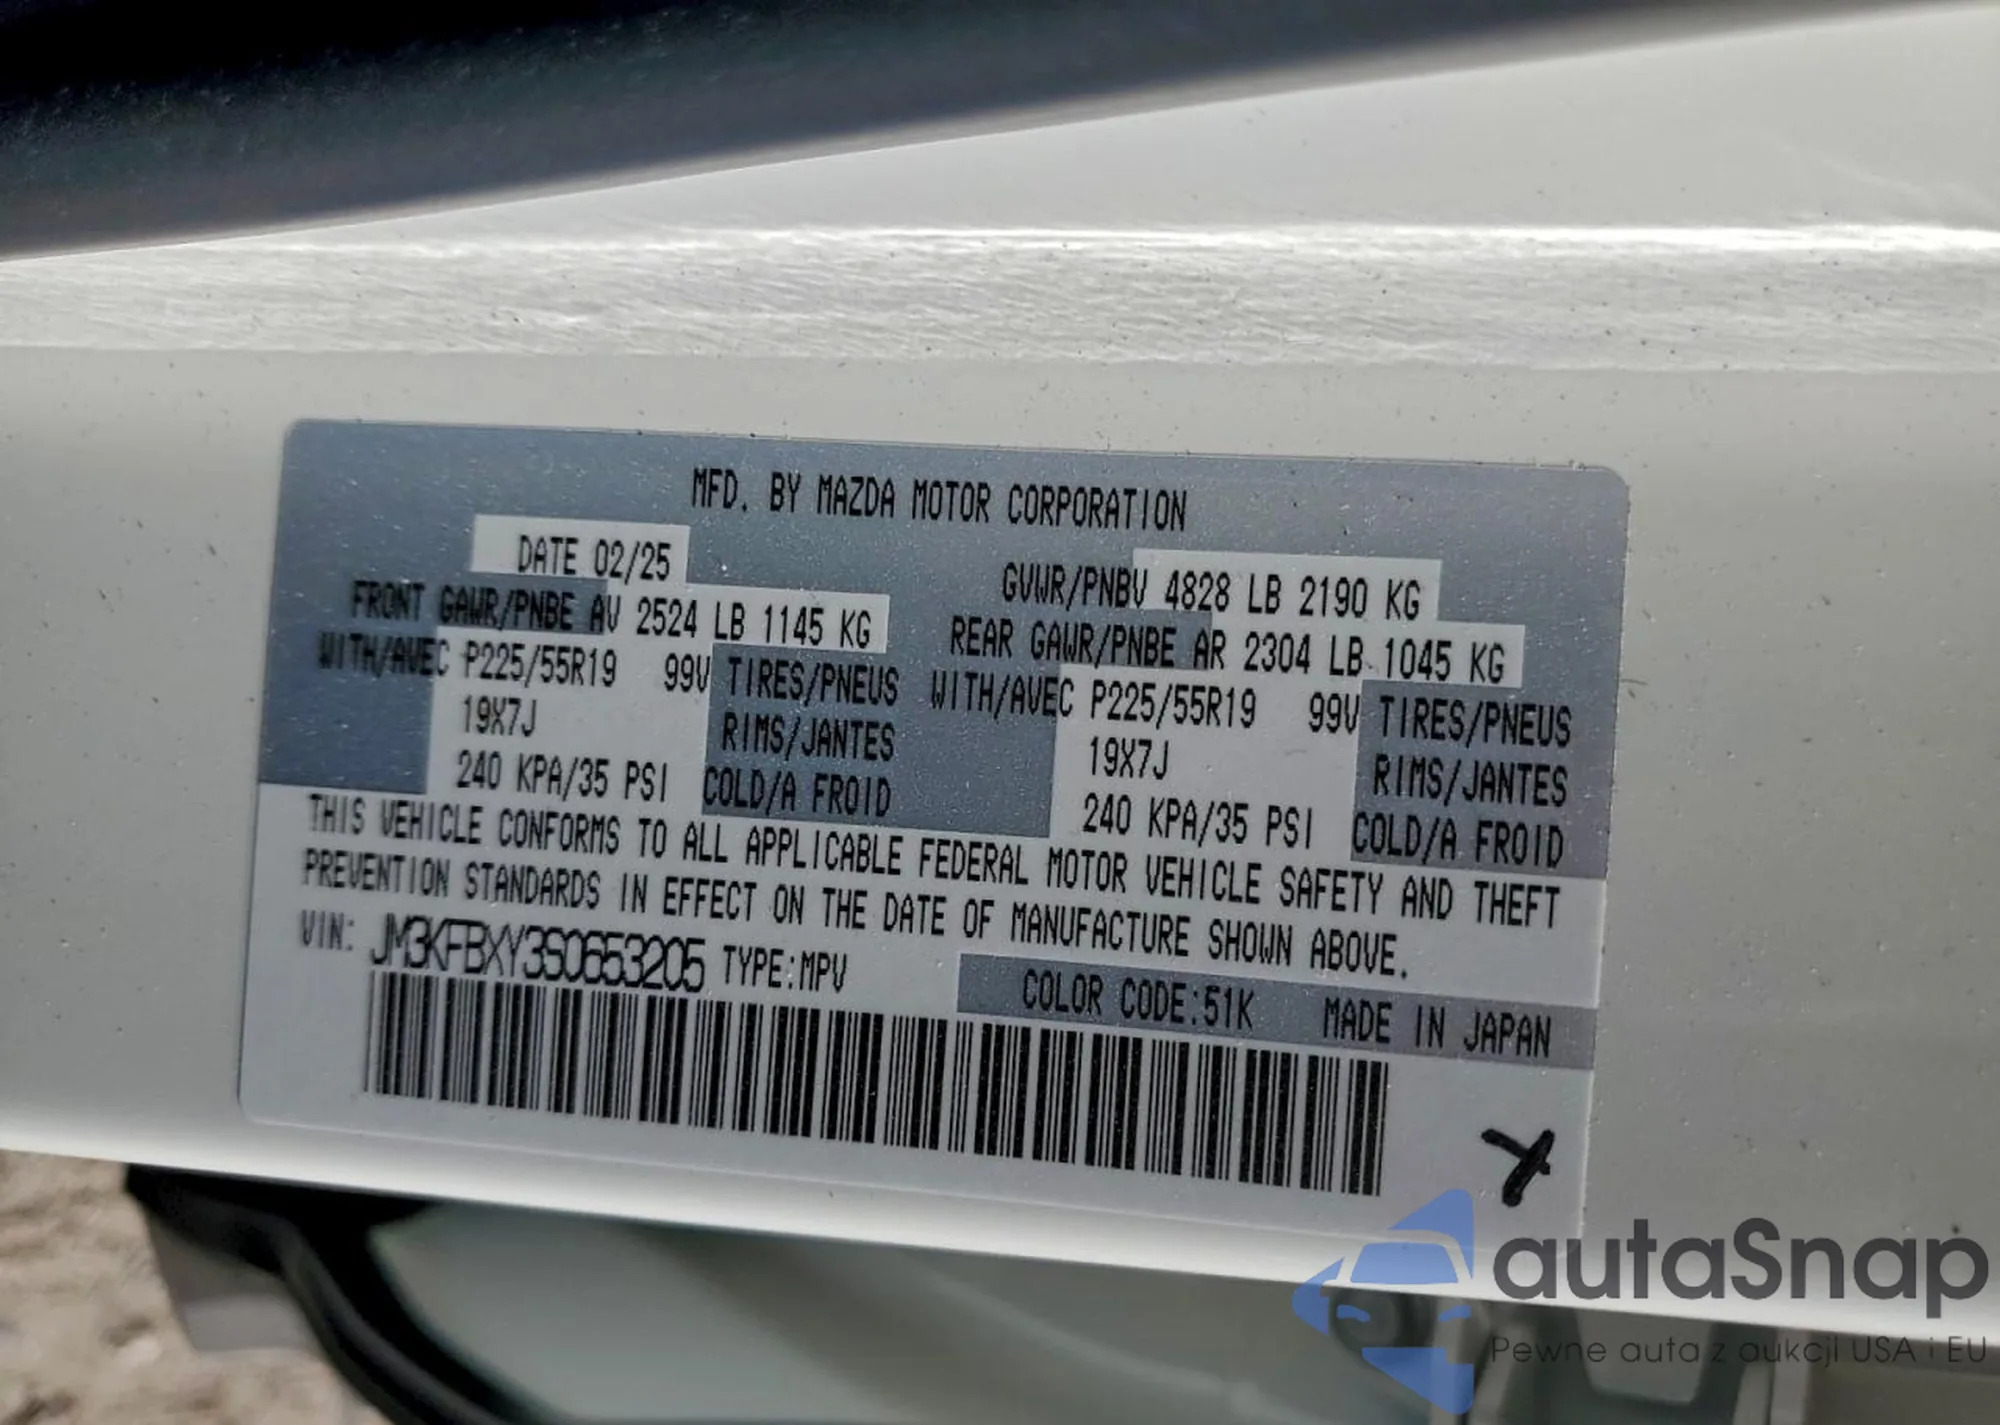 MFD. BY MAZDA MOTOR CORPORATION
DATE 02/25
GVWR/PNBV 4828 LB 2190 KG
FRONT GAWR/PNBE AV 2524 LB 1145 KG
REAR GAWR/PNBE AR 2304 LB 1045 KG
WITH/AVEC P225/55R19 99V TIRES/PNEUS
WITH/AVEC P225/55R19 99V TIRES/PNEUS
19X7J RIMS/JANTES
19X7J RIMS/JANTES
240 KPA/35 PSI COLD/A FROID
240 KPA/35 PSI COLD/A FROID
THIS VEHICLE CONFORMS TO ALL APPLICABLE FEDERAL MOTOR VEHICLE SAFETY AND THEFT
PREVENTION STANDARDS IN EFFECT ON THE DATE OF MANUFACTURE SHOWN ABOVE.
VIN: JM3KFBXY3S0653205 TYPE:MPV
COLOR CODE:51K MADE IN JAPAN
autaSnap
Pewne auta z aukcji USA i EU